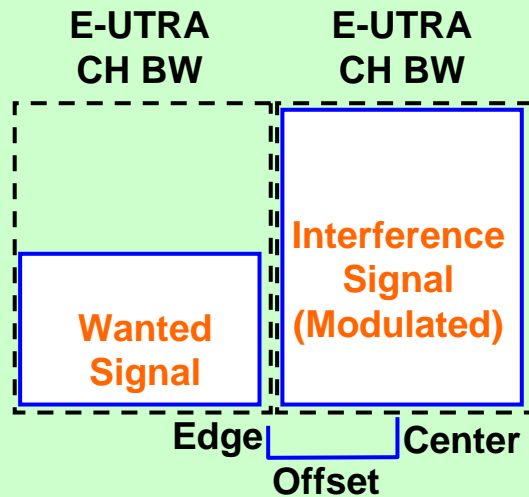 E-UTRA
CH BW
E-UTRA
CH BW
Wanted
Signal
Interference
Signal
(Modulated)
Edge
Center
Offset